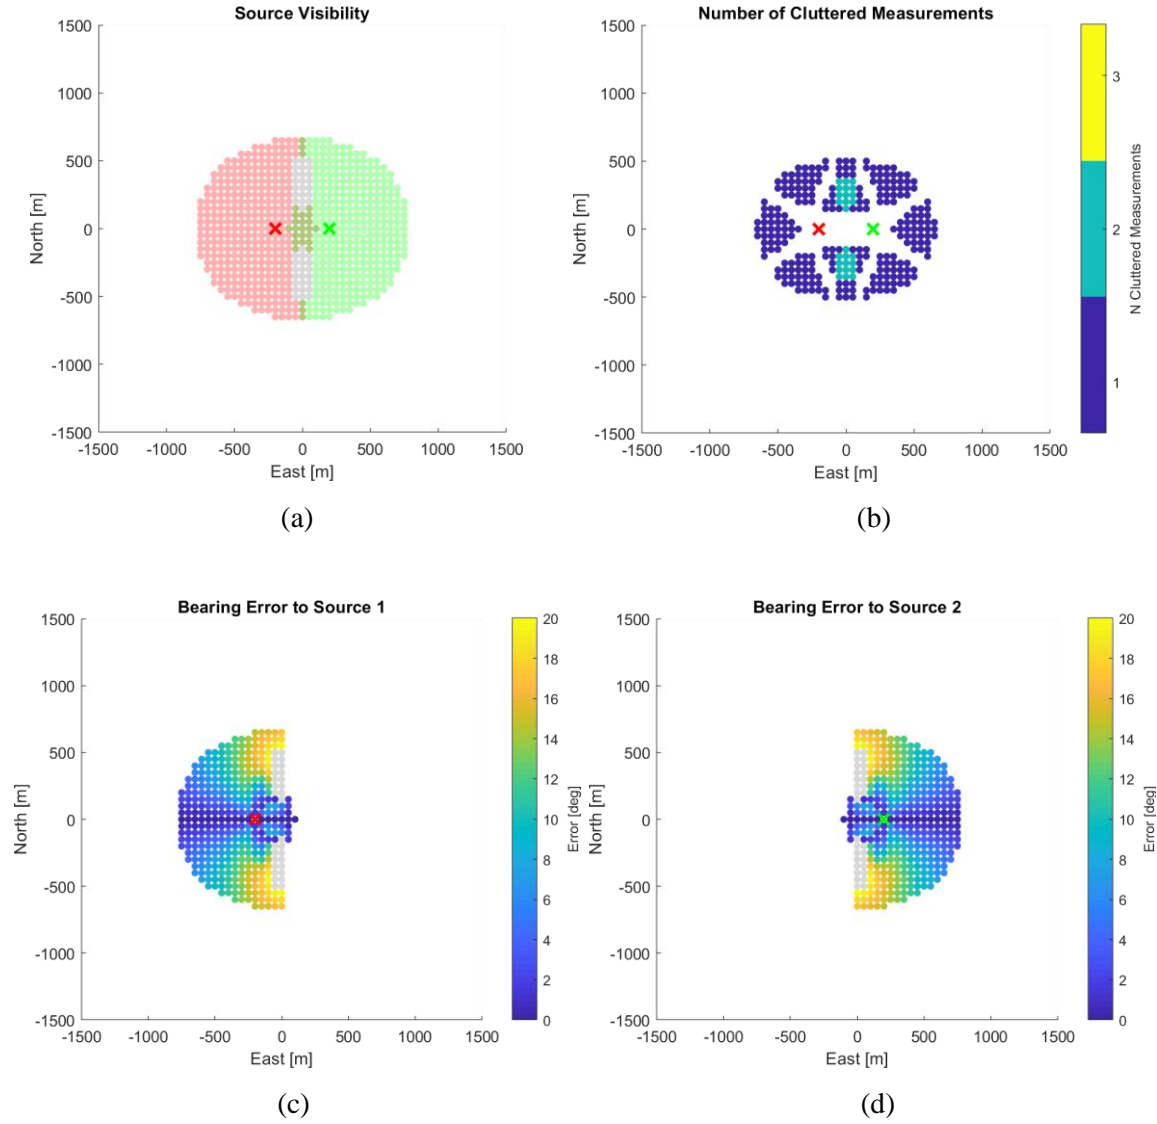 Source Visibility
1500
1000
500
0
-500
-1000
-1500
North [m]
-1500 -1000 -500 0 500 1000 1500
East [m]
(a)
Number of Cluttered Measurements
1500
1000
500
0
-500
-1000
-1500
North [m]
-1500 -1000 -500 0 500 1000 1500
East [m]
3
2
1
N Cluttered Measurements
(b)
Bearing Error to Source 1
1500
1000
500
0
-500
-1000
-1500
North [m]
-1500 -1000 -500 0 500 1000 1500
East [m]
20
18
16
14
12
10
8
6
4
2
0
Error [deg]
(c)
Bearing Error to Source 2
1500
1000
500
0
-500
-1000
-1500
North [m]
-1500 -1000 -500 0 500 1000 1500
East [m]
20
18
16
14
12
10
8
6
4
2
0
Error [deg]
(d)